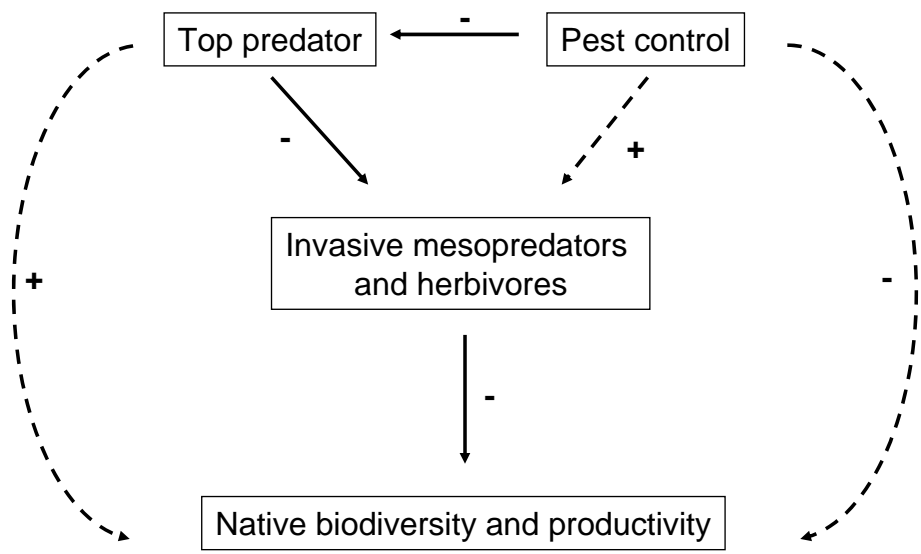 Top predator
-
Pest control
-
+
Invasive mesopredators
and herbivores
+
-
-
Native biodiversity and productivity